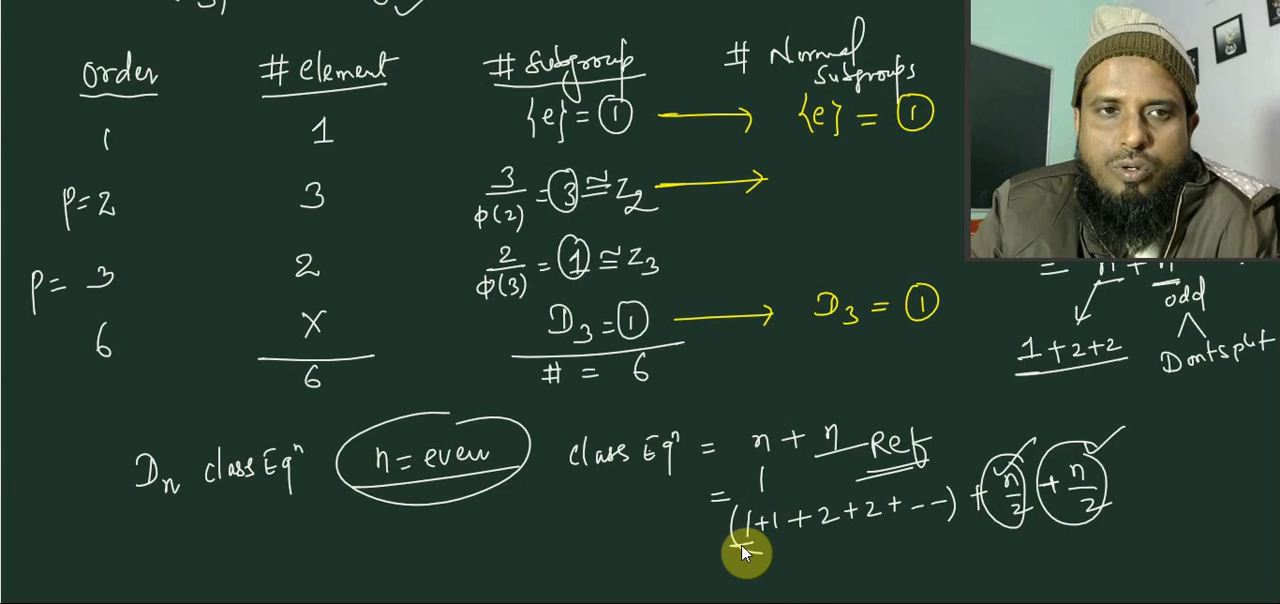 Order # element # Subgroup # Normal Subgroups
1 1 {e} = 1 → {e} = 1
p=2 3 3/φ(2) = 3 ≅ Z2 →
p=3 2 2/φ(3) = 1 ≅ Z3
6 X D3 = 1 → D3 = 1
6 # = 6
= n + n
odd
1+2+2 Dont split
Dn class Eqn n = even class Eqn = n + n Ref
= (1+1+2+2+--) + n/2 + n/2